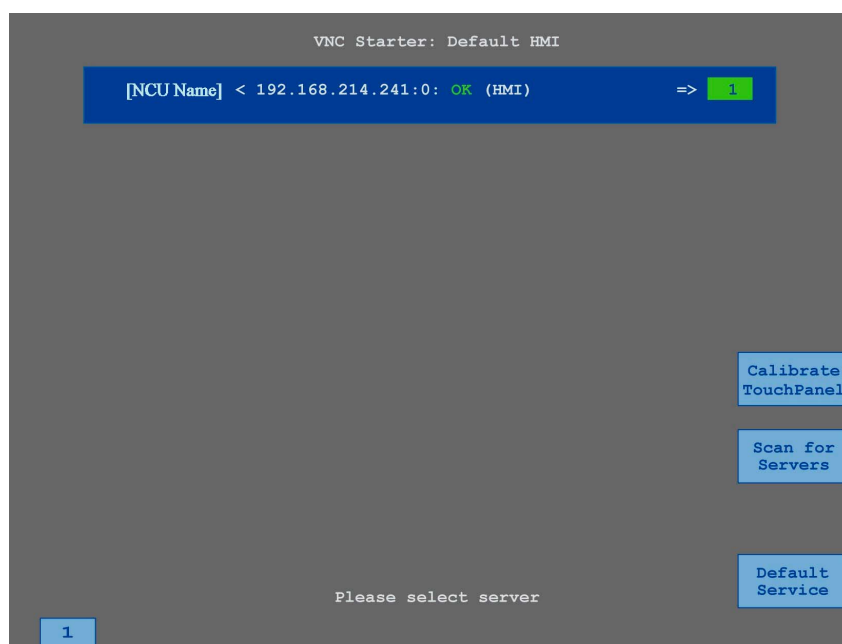 VNC Starter: Default HMI
[NCU Name] < 192.168.214.241:0: OK (HMI) => 1
Calibrate
TouchPanel
Scan for
Servers
Default
Service
Please select server
1